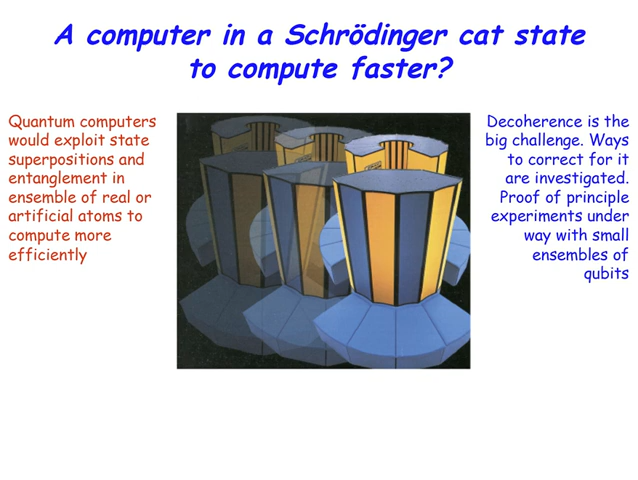 A computer in a Schrödinger cat state
to compute faster?
Quantum computers
would exploit state
superpositions and
entanglement in
ensemble of real or
artificial atoms to
compute more
efficiently
Decoherence is the
big challenge. Ways
to correct for it
are investigated.
Proof of principle
experiments under
way with small
ensembles of
qubits